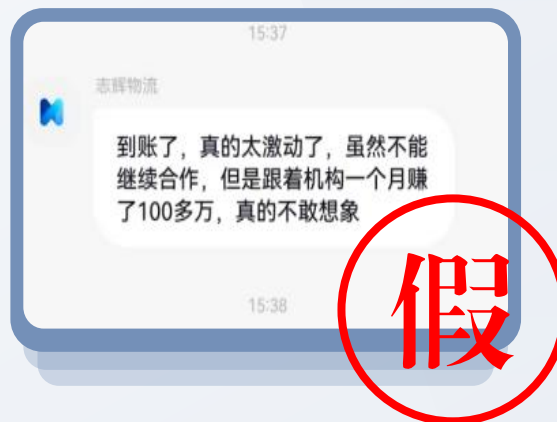 15:37
志辉物流
到账了，真的太激动了，虽然不能
继续合作，但是跟着机构一个月赚
了100多万，真的不敢想象
15:38
假